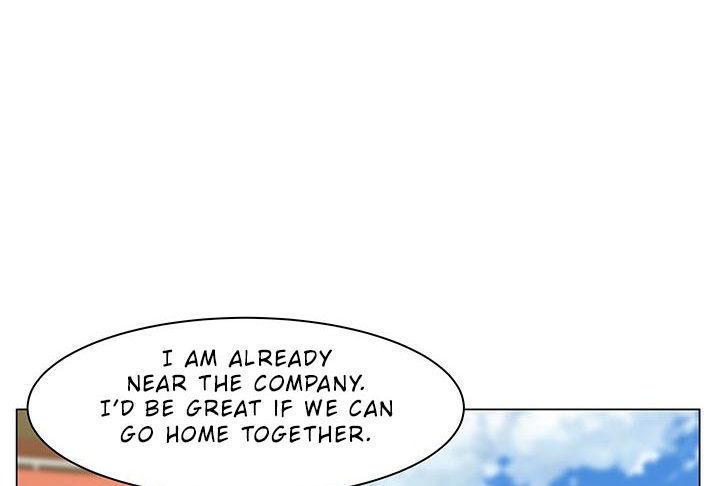 I AM ALREADY
NEAR THE COMPANY.
I'D BE GREAT IF WE CAN
GO HOME TOGETHER.